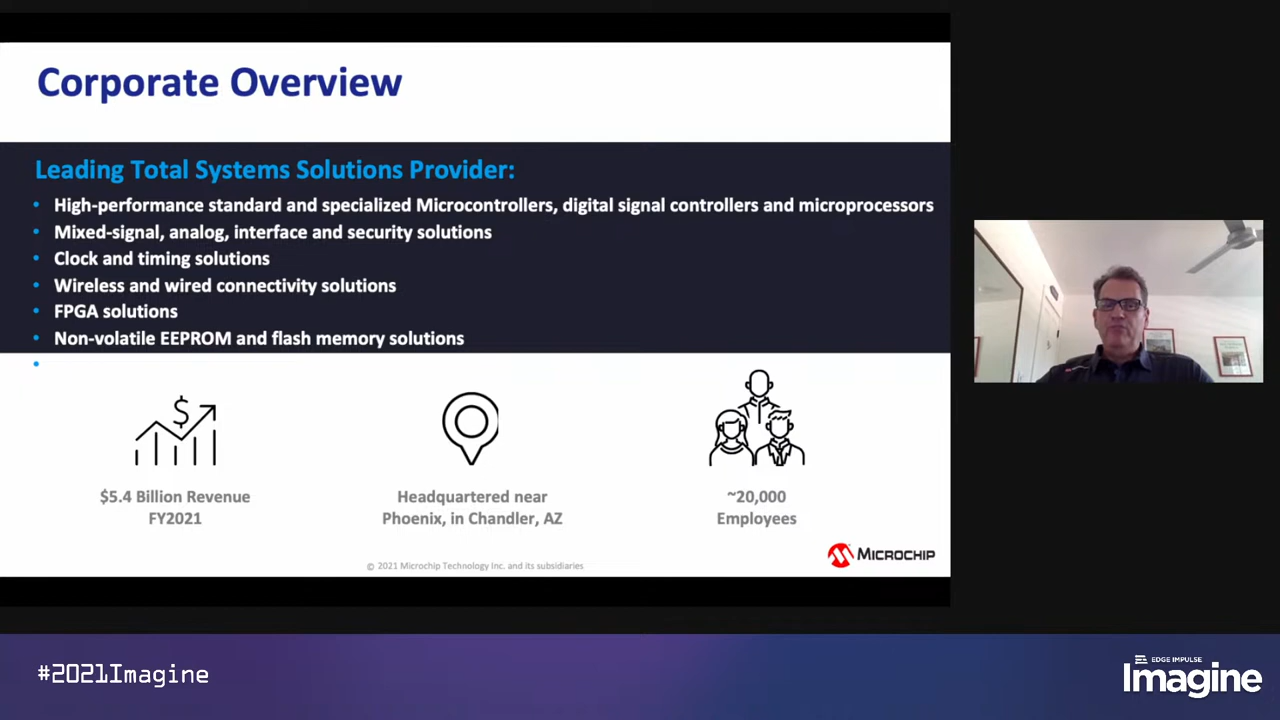 Corporate Overview
Leading Total Systems Solutions Provider:
• High-performance standard and specialized Microcontrollers, digital signal controllers and microprocessors
• Mixed-signal, analog, interface and security solutions
• Clock and timing solutions
• Wireless and wired connectivity solutions
• FPGA solutions
• Non-volatile EEPROM and flash memory solutions
•
$5.4 Billion Revenue
FY2021
Headquartered near
Phoenix, in Chandler, AZ
~20,000
Employees
MICROCHIP
© 2021 Microchip Technology Inc. and its subsidiaries
#2021Imagine
EDGE IMPULSE
Imagine